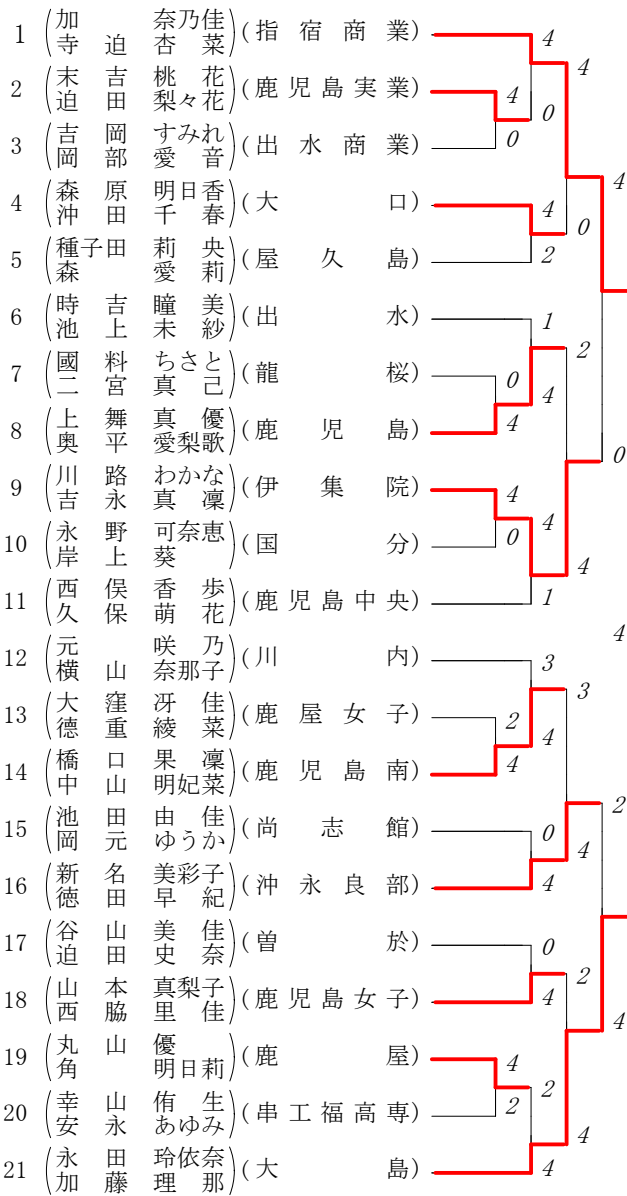 加 奈乃佳
1 (指宿商業) 4
寺迫 杏菜
4
末吉 桃花
2 (鹿児島実業) 4
迫田 梨々花
0
吉岡 すみれ
3 (出水商業) 0
岡部 愛音
4
森原 明日香
4 (大口) 4
沖田 千春
0
種子田 莉央
5 (屋久島) 2
森 愛莉
時吉 瞳美
6 (出水) 1
池上 未紗
2
國料 ちさと
7 (龍桜) 0 4
二宮 真己
上舞 真優
8 (鹿児島) 4
奥平 愛梨歌
0
川路 わかな
9 (伊集院) 4
吉永 真凜
4
永野 可奈恵
10 (国分) 0
岸上 葵
4
西俣 香歩
11 (鹿児島中央) 1
久保 萌花
4
元 咲乃
12 (川内) 3
横山 奈那子
3
大窪 冴佳
13 (鹿屋女子) 2 4
德重 綾菜
橋口 果凜
14 (鹿児島南) 4
中山 明妃菜
2
池田 由佳
15 (尚志館) 0
岡元 ゆうか
4
新名 美彩子
16 (沖永良部) 4
徳田 早紀
谷山 美佳
17 (曽於) 0
迫田 史奈
2
山本 真梨子
18 (鹿児島女子) 4
西脇 里佳
4
丸山 優
19 (鹿屋) 4
角 明日莉
2
幸山 侑生
20 (串工福高専) 2
安永 あゆみ
4
永田 玲依奈
21 (大島) 4
加藤 理那